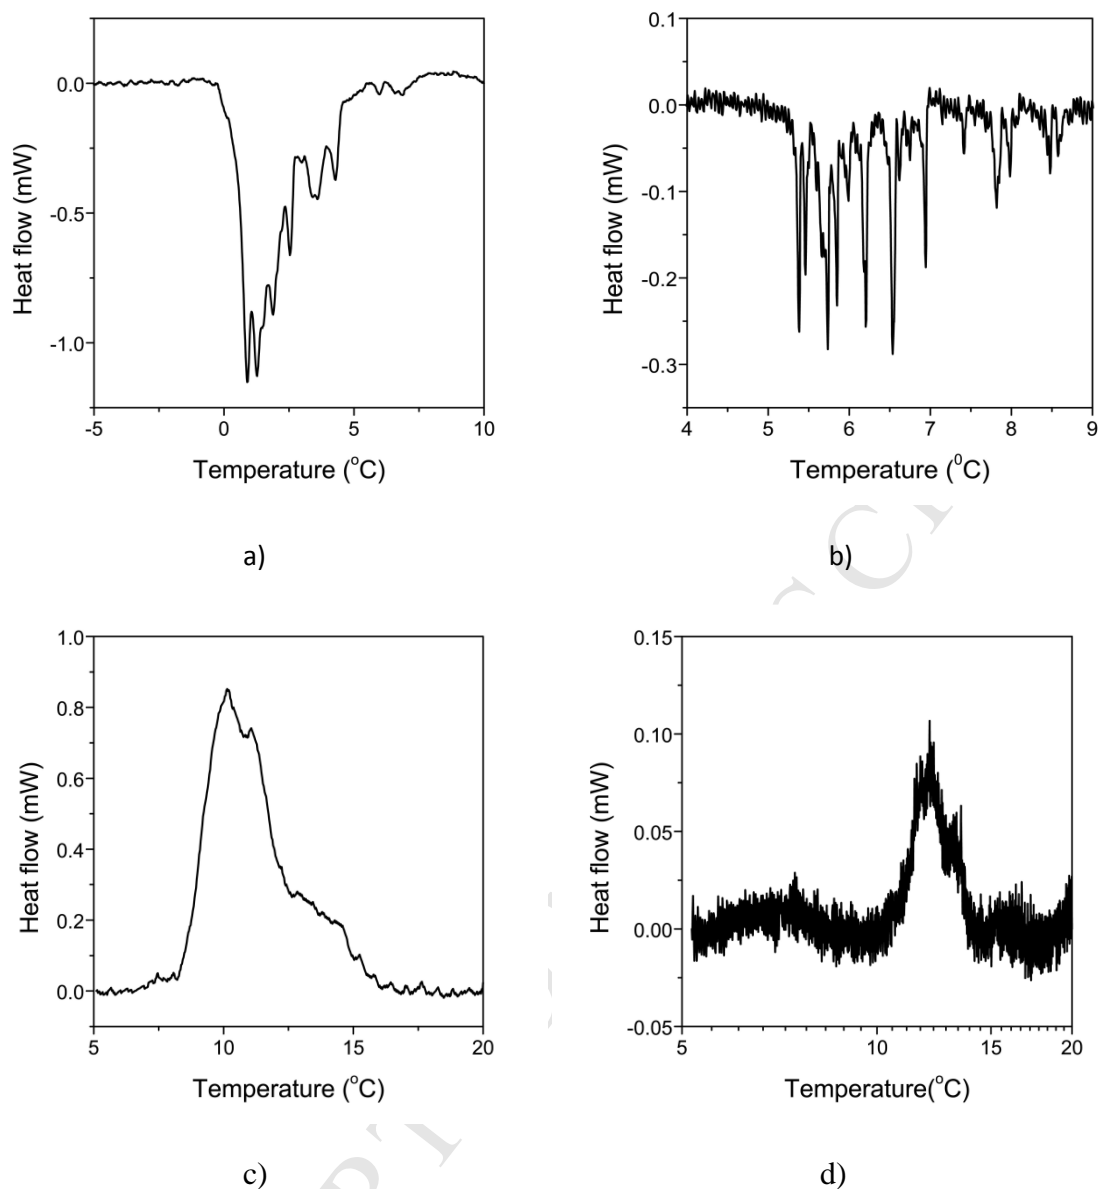 0.1
0.0
0.0
Heat flow (mW)
-0.5
-1.0
Heat flow (mW)
-0.1
-0.2
-0.3
-5 0 5 10
4 5 6 7 8 9
Temperature (°C)
Temperature (⁰C)
a)
b)
1.0
0.8
0.6
0.4
0.2
0.0
Heat flow (mW)
0.15
0.10
0.05
0.00
-0.05
Heat flow (mW)
5 10 15 20
5 10 15 20
Temperature (°C)
Temperature(°C)
c)
d)